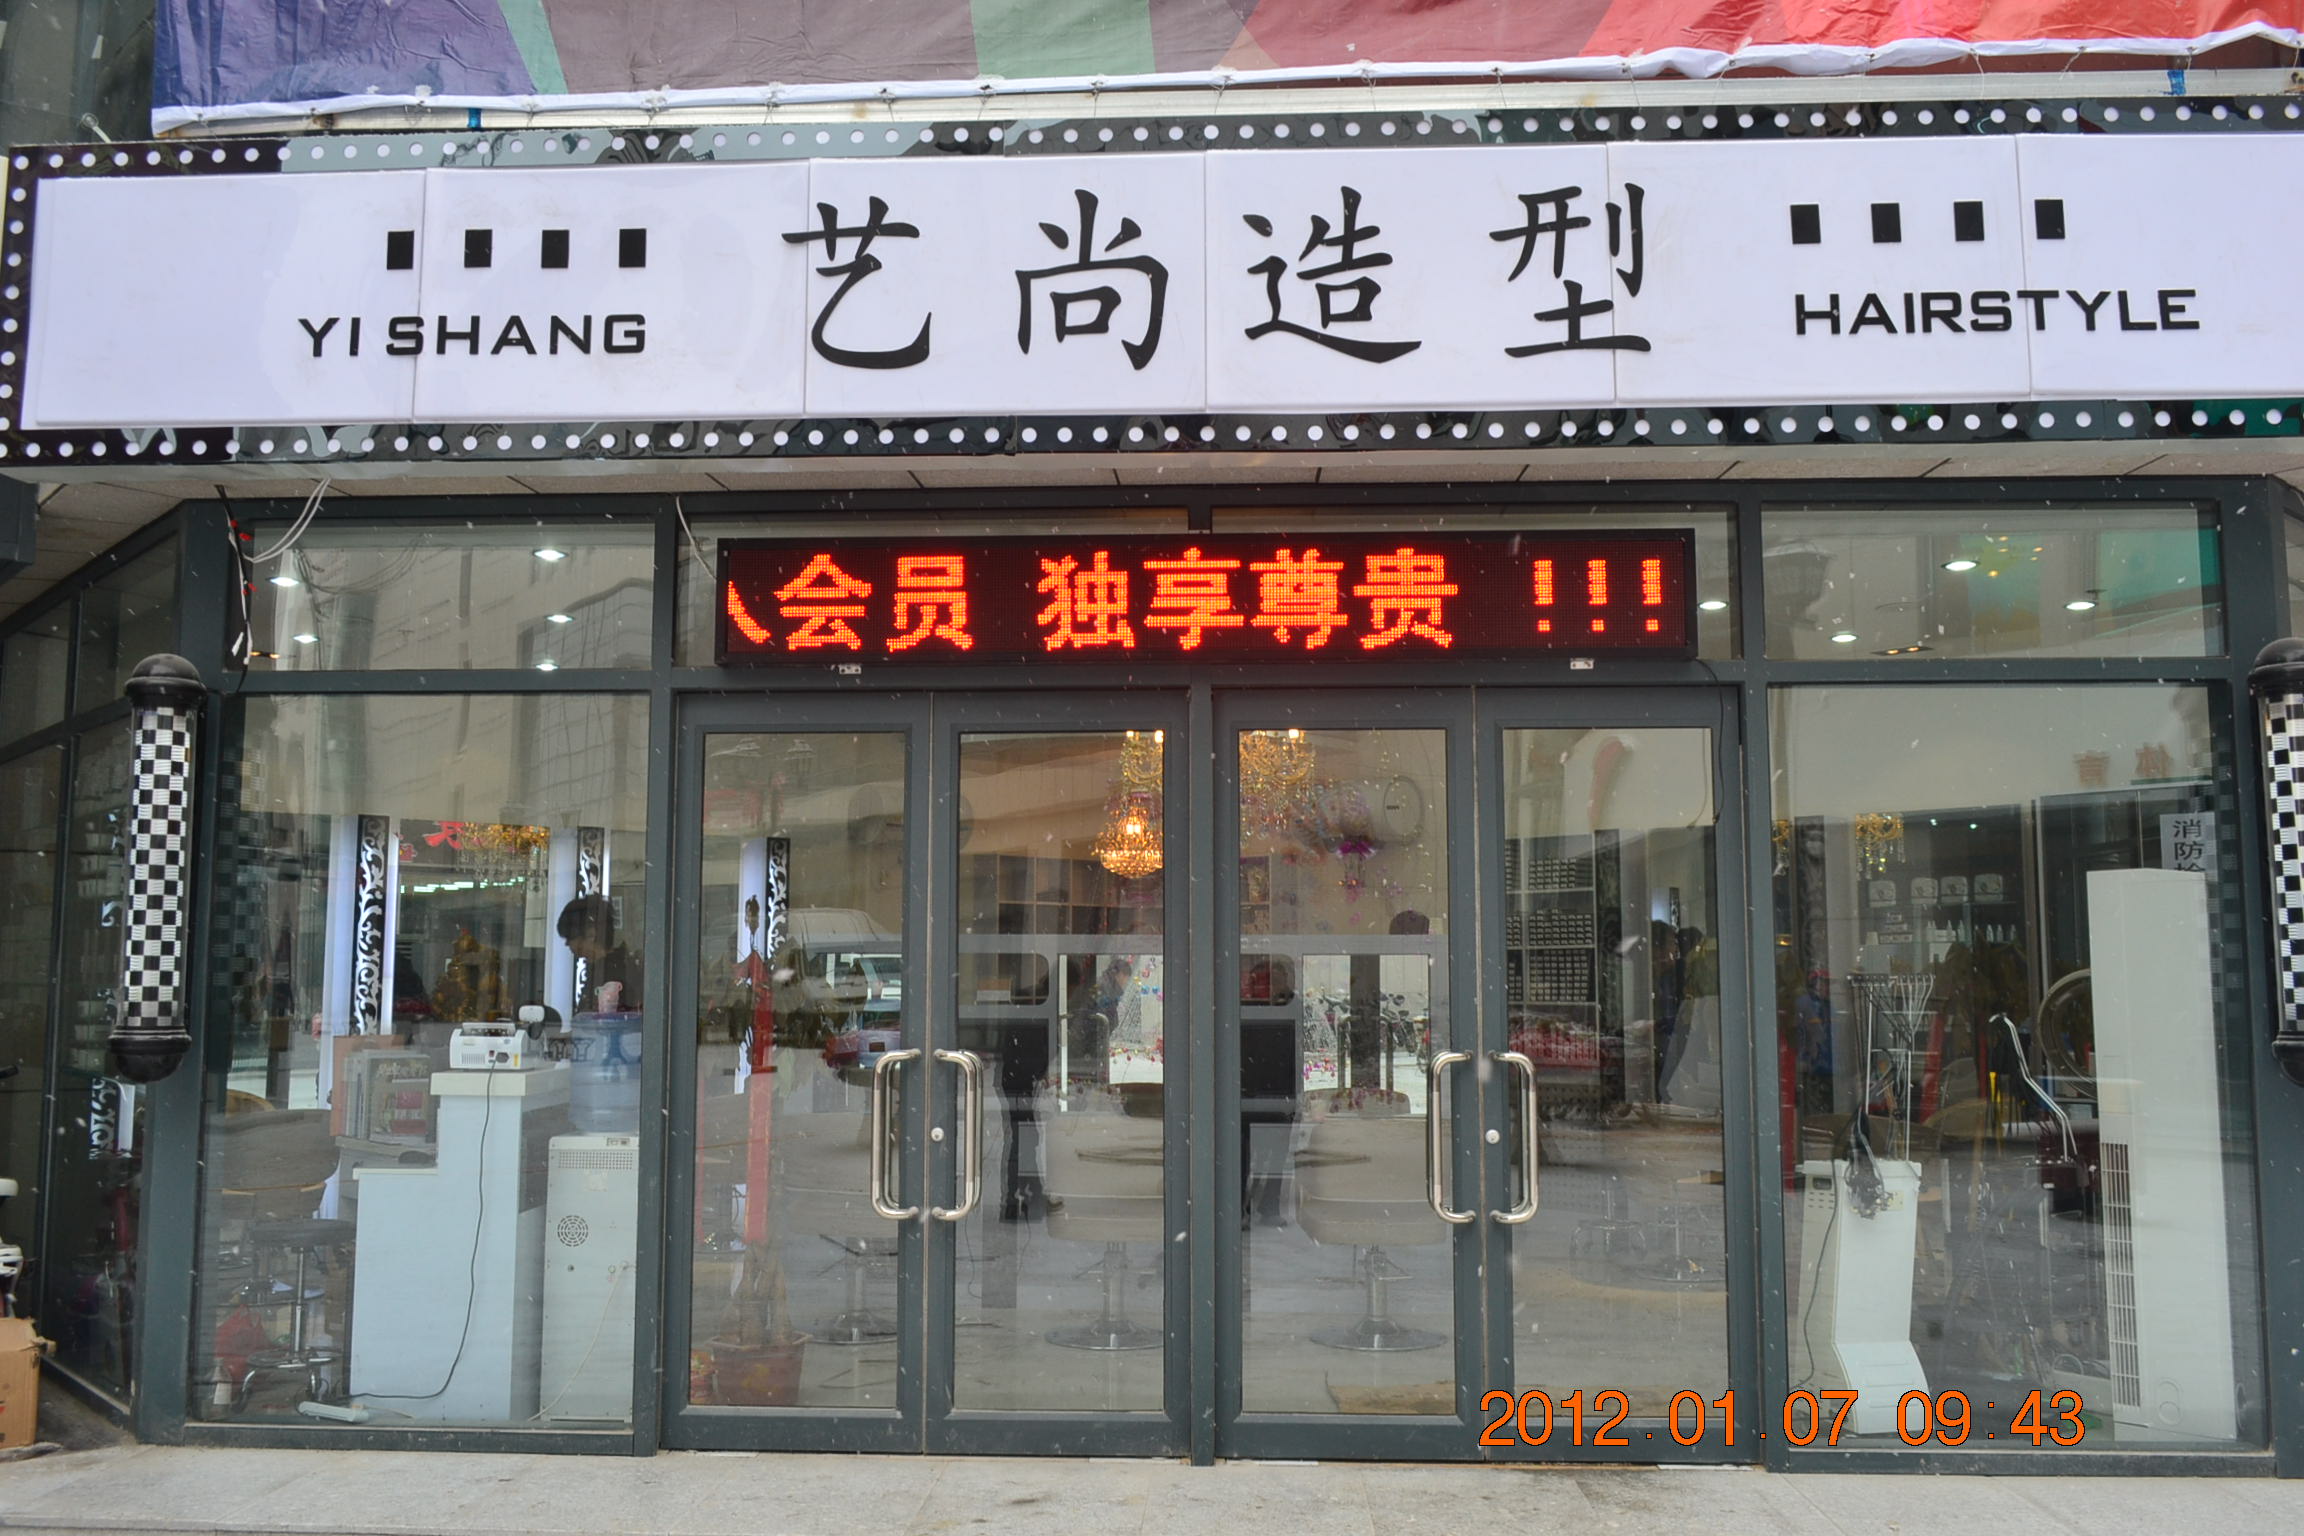 YI SHANG 艺尚造型 HAIRSTYLE
会员 独享尊贵 !!!
消防
2012.01.07 09:43